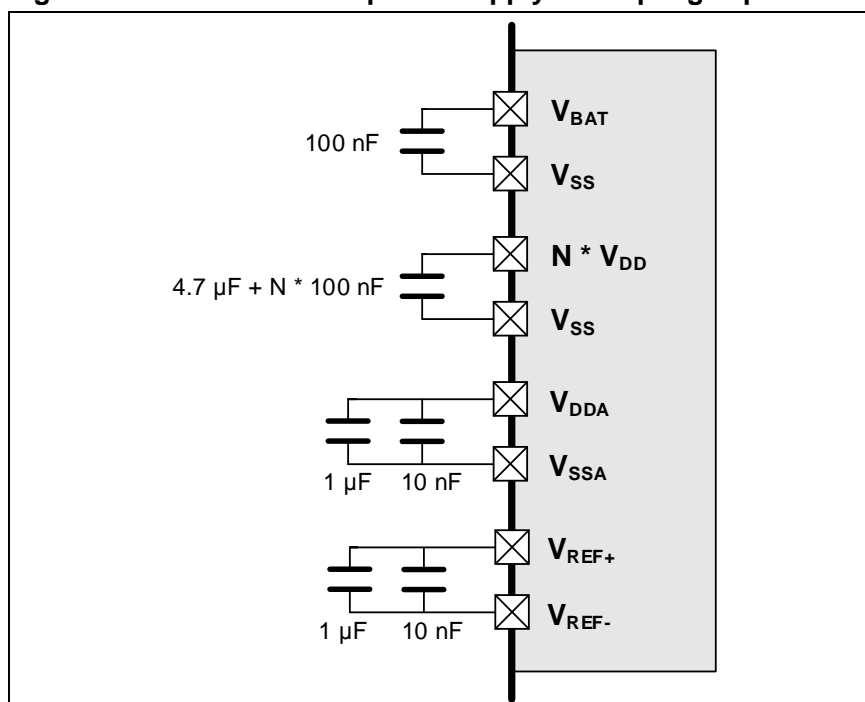 V_BAT
100 nF
V_SS
N * V_DD
4.7 µF + N * 100 nF
V_SS
V_DDA
1 µF 10 nF
V_SSA
V_REF+
1 µF 10 nF
V_REF-